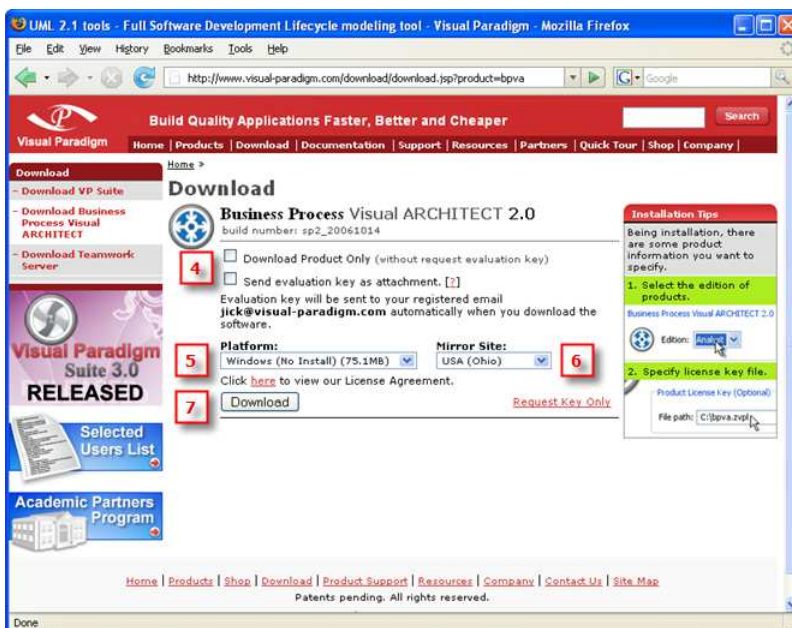 UML 2.1 tools - Full Software Development Lifecycle modeling tool - Visual Paradigm - Mozilla Firefox
File Edit View History Bookmarks Tools Help
http://www.visual-paradigm.com/download/download.jsp?product=bpva
G Google
Visual Paradigm
Build Quality Applications Faster, Better and Cheaper
Search
Home | Products | Download | Documentation | Support | Resources | Partners | Quick Tour | Shop | Company |
Download
- Download VP Suite
- Download Business Process Visual ARCHITECT
- Download Teamwork Server
Visual Paradigm
Suite 3.0
RELEASED
Selected
Users List
Academic Partners
Program
Home >
Download
Business Process Visual ARCHITECT 2.0
build number: sp2_20061014
4
Download Product Only (without request evaluation key)
Send evaluation key as attachment. [?]
Evaluation key will be sent to your registered email
jick@visual-paradigm.com automatically when you download the
software.
Platform: Mirror Site:
5 Windows (No Install) (75.1MB) USA (Ohio) 6
Click here to view our License Agreement.
7 Download Request Key Only
Installation Tips
Being installation, there
are some product
information you want to
specify.
1. Select the edition of
products.
Business Process Visual ARCHITECT 2.0
Edition: Analyst
2. Specify license key file.
Product License Key (Optional)
File path: C:\bpva.zvpl
Home | Products | Shop | Download | Product Support | Resources | Company | Contact Us | Site Map
Patents pending. All rights reserved.
Done